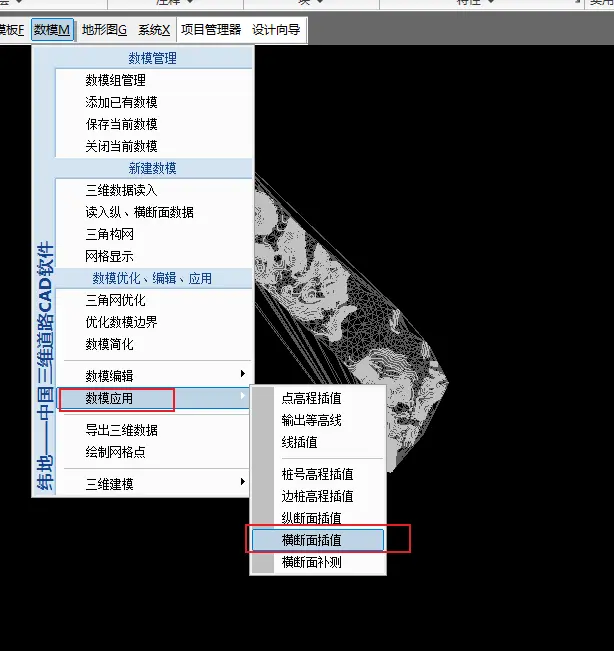 注释
块
特性
模板F 数模M 地形图G 系统X 项目管理器 设计向导
纬地——中国三维道路CAD软件
数模管理
数模组管理
添加已有数模
保存当前数模
关闭当前数模
新建数模
三维数据读入
读入纵、横断面数据
三角构网
网格显示
数模优化、编辑、应用
三角网优化
优化数模边界
数模简化
数模编辑
数模应用
导出三维数据
绘制网格点
三维建模
点高程插值
输出等高线
线插值
桩号高程插值
边桩高程插值
纵断面插值
横断面插值
横断面补测